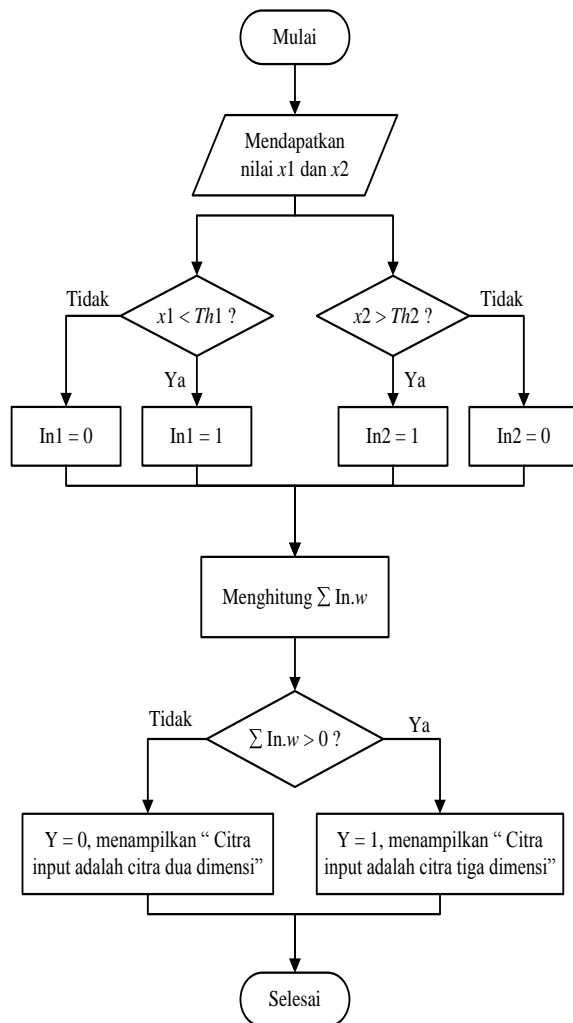 Mulai
Mendapatkan
nilai x1 dan x2
Tidak
x1 < Th1 ?
x2 > Th2 ?
Tidak
Ya
Ya
In1 = 0
In1 = 1
In2 = 1
In2 = 0
Menghitung ∑ In.w
Tidak
∑ In.w > 0 ?
Ya
Y = 0, menampilkan “ Citra
input adalah citra dua dimensi”
Y = 1, menampilkan “ Citra
input adalah citra tiga dimensi”
Selesai